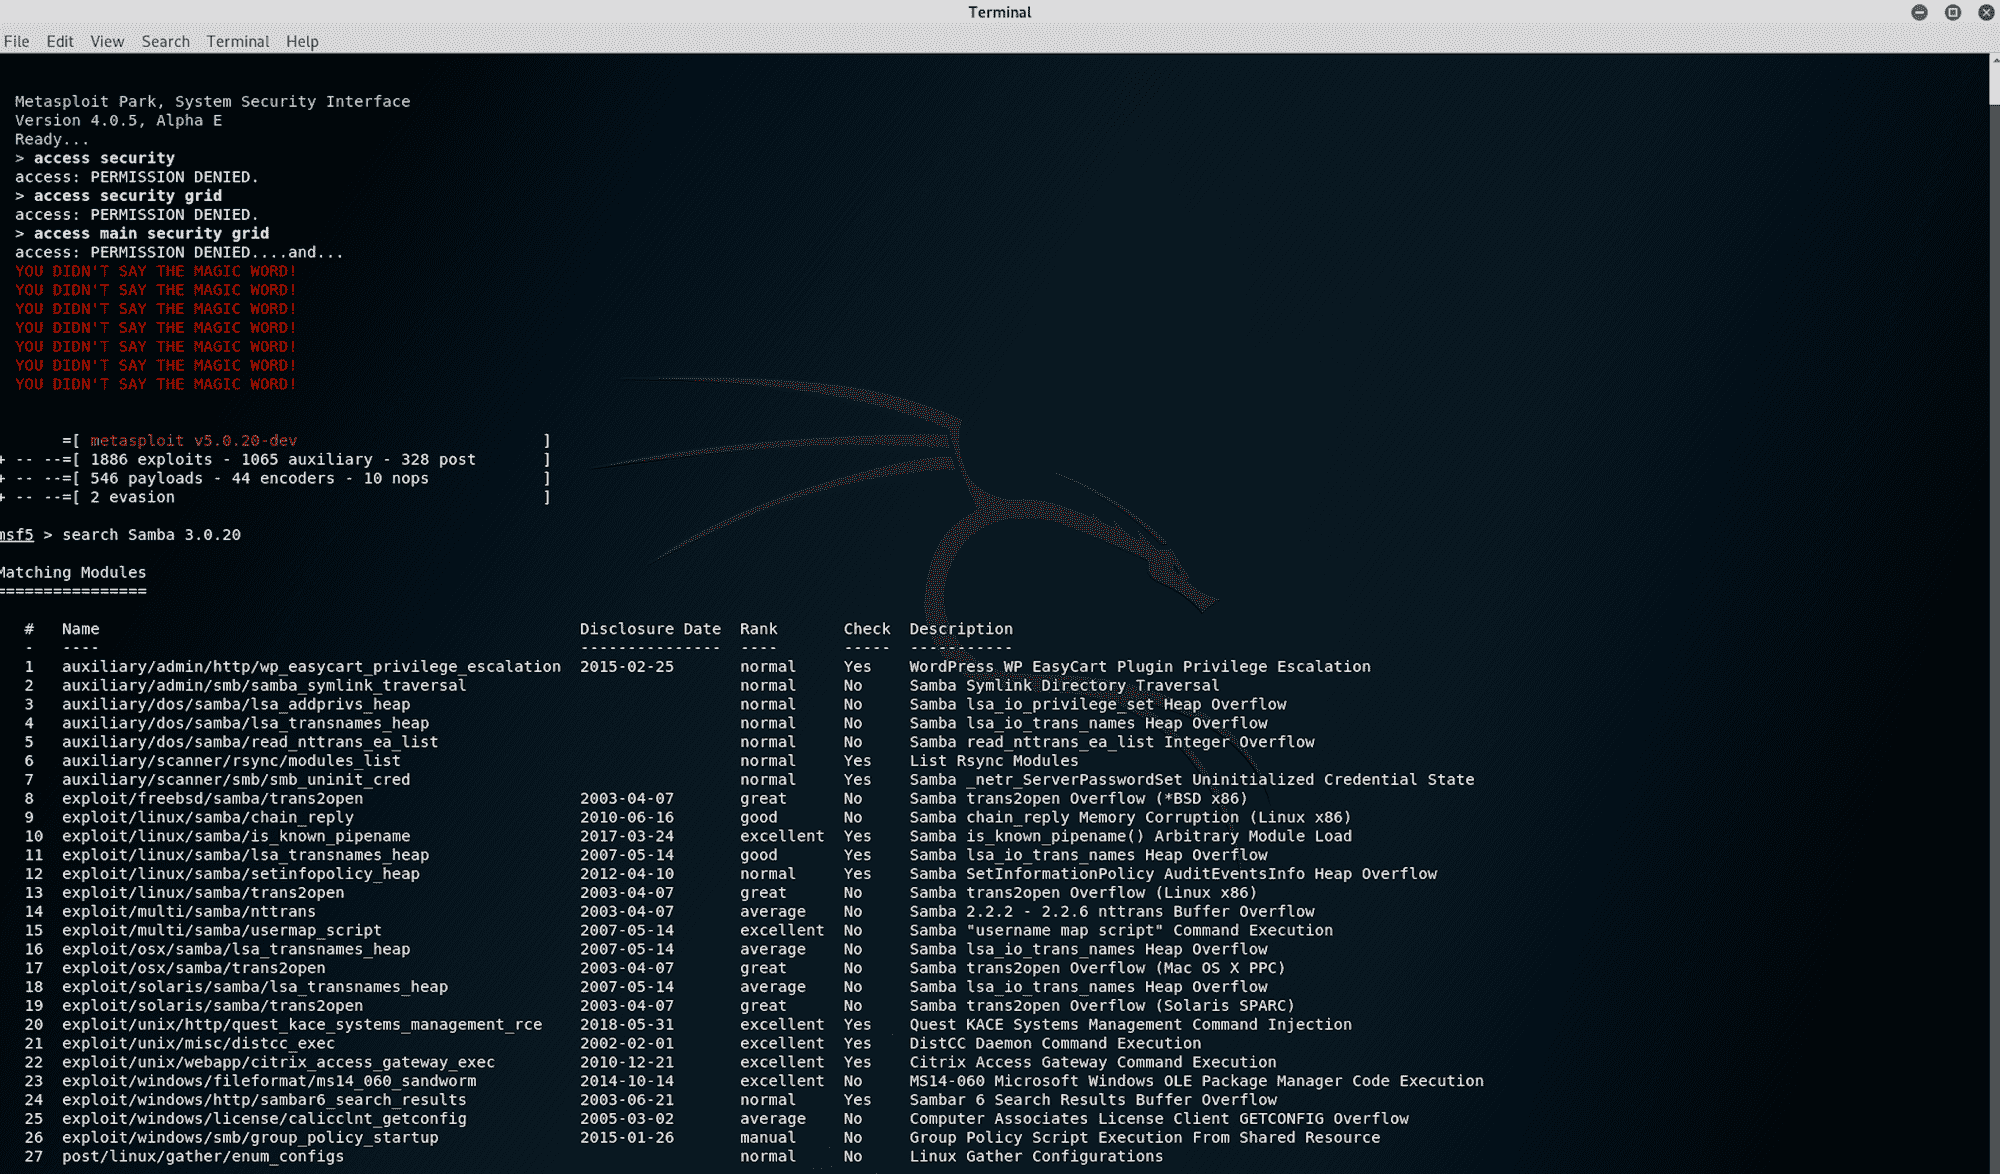 Terminal
File Edit View Search Terminal Help
Metasploit Park, System Security Interface
Version 4.0.5, Alpha E
Ready...
> access security
access: PERMISSION DENIED.
> access security grid
access: PERMISSION DENIED.
> access main security grid
access: PERMISSION DENIED....and...
YOU DIDN'T SAY THE MAGIC WORD!
YOU DIDN'T SAY THE MAGIC WORD!
YOU DIDN'T SAY THE MAGIC WORD!
YOU DIDN'T SAY THE MAGIC WORD!
YOU DIDN'T SAY THE MAGIC WORD!
YOU DIDN'T SAY THE MAGIC WORD!
YOU DIDN'T SAY THE MAGIC WORD!
=[ metasploit v5.0.20-dev ]
+ -- --=[ 1886 exploits - 1065 auxiliary - 328 post ]
+ -- --=[ 546 payloads - 44 encoders - 10 nops ]
+ -- --=[ 2 evasion ]
msf5 > search Samba 3.0.20
Matching Modules
================
# Name Disclosure Date Rank Check Description
- ---- --------------- ---- ----- -----------
1 auxiliary/admin/http/wp_easycart_privilege_escalation 2015-02-25 normal Yes WordPress WP EasyCart Plugin Privilege Escalation
2 auxiliary/admin/smb/samba_symlink_traversal normal No Samba Symlink Directory Traversal
3 auxiliary/dos/samba/lsa_addprivs_heap normal No Samba lsa_io_privilege_set Heap Overflow
4 auxiliary/dos/samba/lsa_transnames_heap normal No Samba lsa_io_trans_names Heap Overflow
5 auxiliary/dos/samba/read_nttrans_ea_list normal No Samba read_nttrans_ea_list Integer Overflow
6 auxiliary/scanner/rsync/modules_list normal Yes List Rsync Modules
7 auxiliary/scanner/smb/smb_uninit_cred normal Yes Samba _netr_ServerPasswordSet Uninitialized Credential State
8 exploit/freebsd/samba/trans2open 2003-04-07 great No Samba trans2open Overflow (*BSD x86)
9 exploit/linux/samba/chain_reply 2010-06-16 good No Samba chain_reply Memory Corruption (Linux x86)
10 exploit/linux/samba/is_known_pipename 2017-03-24 excellent Yes Samba is_known_pipename() Arbitrary Module Load
11 exploit/linux/samba/lsa_transnames_heap 2007-05-14 good Yes Samba lsa_io_trans_names Heap Overflow
12 exploit/linux/samba/setinfopolicy_heap 2012-04-10 normal Yes Samba SetInformationPolicy AuditEventsInfo Heap Overflow
13 exploit/linux/samba/trans2open 2003-04-07 great No Samba trans2open Overflow (Linux x86)
14 exploit/multi/samba/nttrans 2003-04-07 average No Samba 2.2.2 - 2.2.6 nttrans Buffer Overflow
15 exploit/multi/samba/usermap_script 2007-05-14 excellent No Samba "username map script" Command Execution
16 exploit/osx/samba/lsa_transnames_heap 2007-05-14 average No Samba lsa_io_trans_names Heap Overflow
17 exploit/osx/samba/trans2open 2003-04-07 great No Samba trans2open Overflow (Mac OS X PPC)
18 exploit/solaris/samba/lsa_transnames_heap 2007-05-14 average No Samba lsa_io_trans_names Heap Overflow
19 exploit/solaris/samba/trans2open 2003-04-07 great No Samba trans2open Overflow (Solaris SPARC)
20 exploit/unix/http/quest_kace_systems_management_rce 2018-05-31 excellent Yes Quest KACE Systems Management Command Injection
21 exploit/unix/misc/distcc_exec 2002-02-01 excellent Yes DistCC Daemon Command Execution
22 exploit/unix/webapp/citrix_access_gateway_exec 2010-12-21 excellent Yes Citrix Access Gateway Command Execution
23 exploit/windows/fileformat/ms14_060_sandworm 2014-10-14 excellent No MS14-060 Microsoft Windows OLE Package Manager Code Execution
24 exploit/windows/http/sambar6_search_results 2003-06-21 normal Yes Sambar 6 Search Results Buffer Overflow
25 exploit/windows/license/calicclnt_getconfig 2005-03-02 average No Computer Associates License Client GETCONFIG Overflow
26 exploit/windows/smb/group_policy_startup 2015-01-26 manual No Group Policy Script Execution From Shared Resource
27 post/linux/gather/enum_configs normal No Linux Gather Configurations